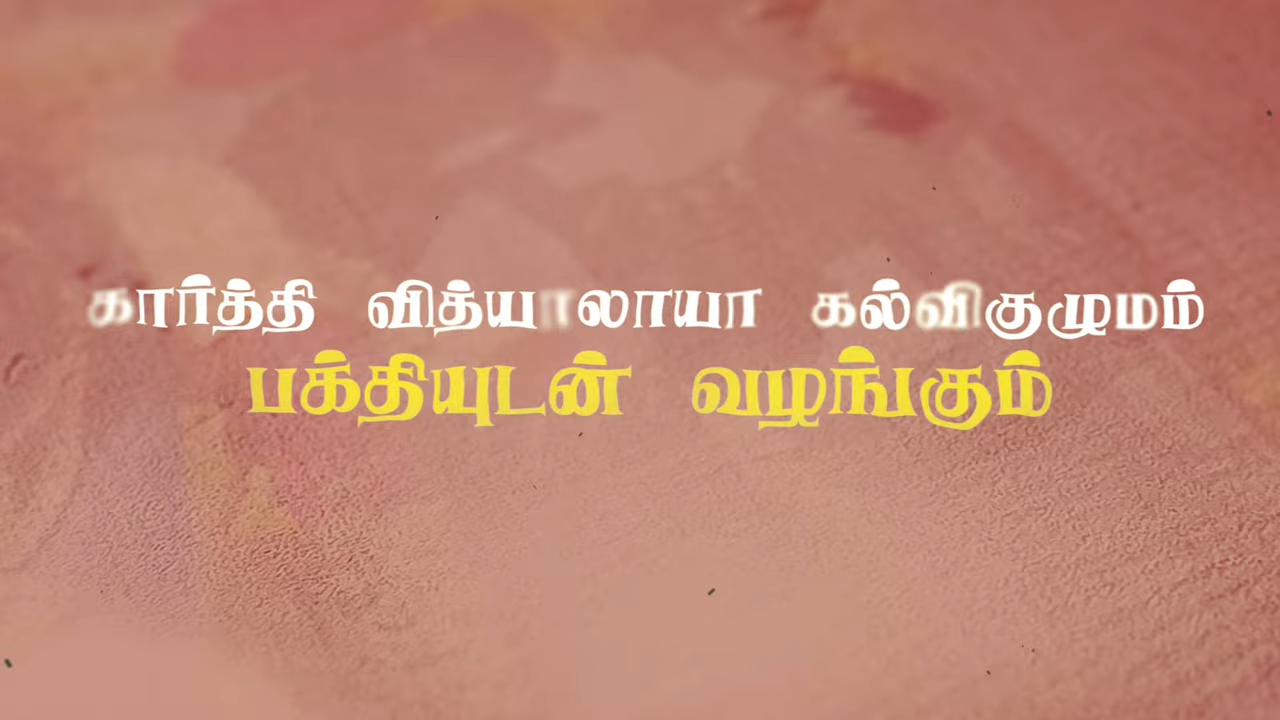 கார்த்தி வித்யாலாயா கல்விகுழுமம்
பக்தியுடன் வழங்கும்